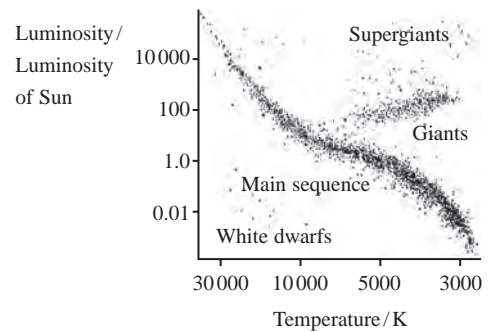 Luminosity /
Luminosity
of Sun
Supergiants
10 000
100
Giants
1.0
Main sequence
0.01
White dwarfs
30 000 10 000 5000 3000
Temperature / K